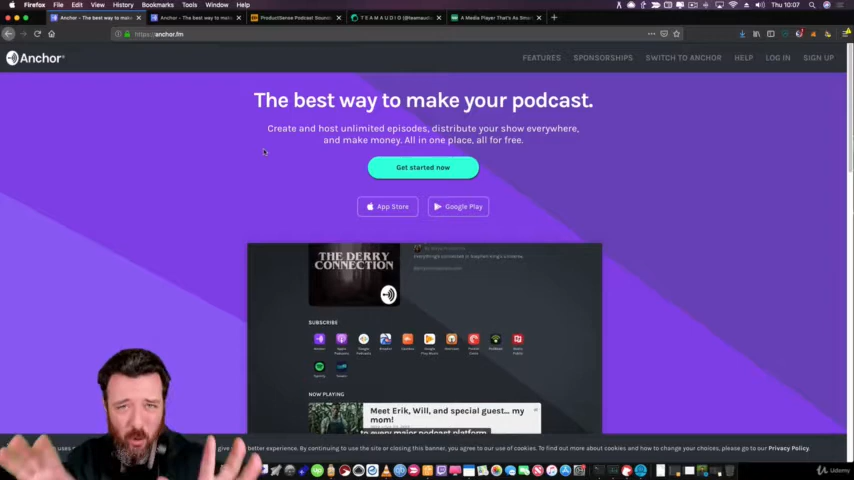 Firefox File Edit View History Bookmarks Tools Window Help
Thu 10:07
Anchor - The best way to make
Anchor - The best way to make
ProductSense Podcast Sound
T E A M A U D I O
A Media Player That's As Smar
https://anchor.fm
Anchor
FEATURES SPONSORSHIPS SWITCH TO ANCHOR HELP LOG IN SIGN UP
The best way to make your podcast.
Create and host unlimited episodes, distribute your show everywhere,
and make money. All in one place, all for free.
Get started now
App Store
Google Play
THE DERRY
CONNECTION
SUBSCRIBE
NOW PLAYING
Meet Erik, Will, and special guest... my
mom!
to every major podcast platform
better experience. By continuing to use the site or closing this banner, you agree to our use of cookies. To find out more about cookies and how to change your choices, please go to our Privacy Policy.
Udemy